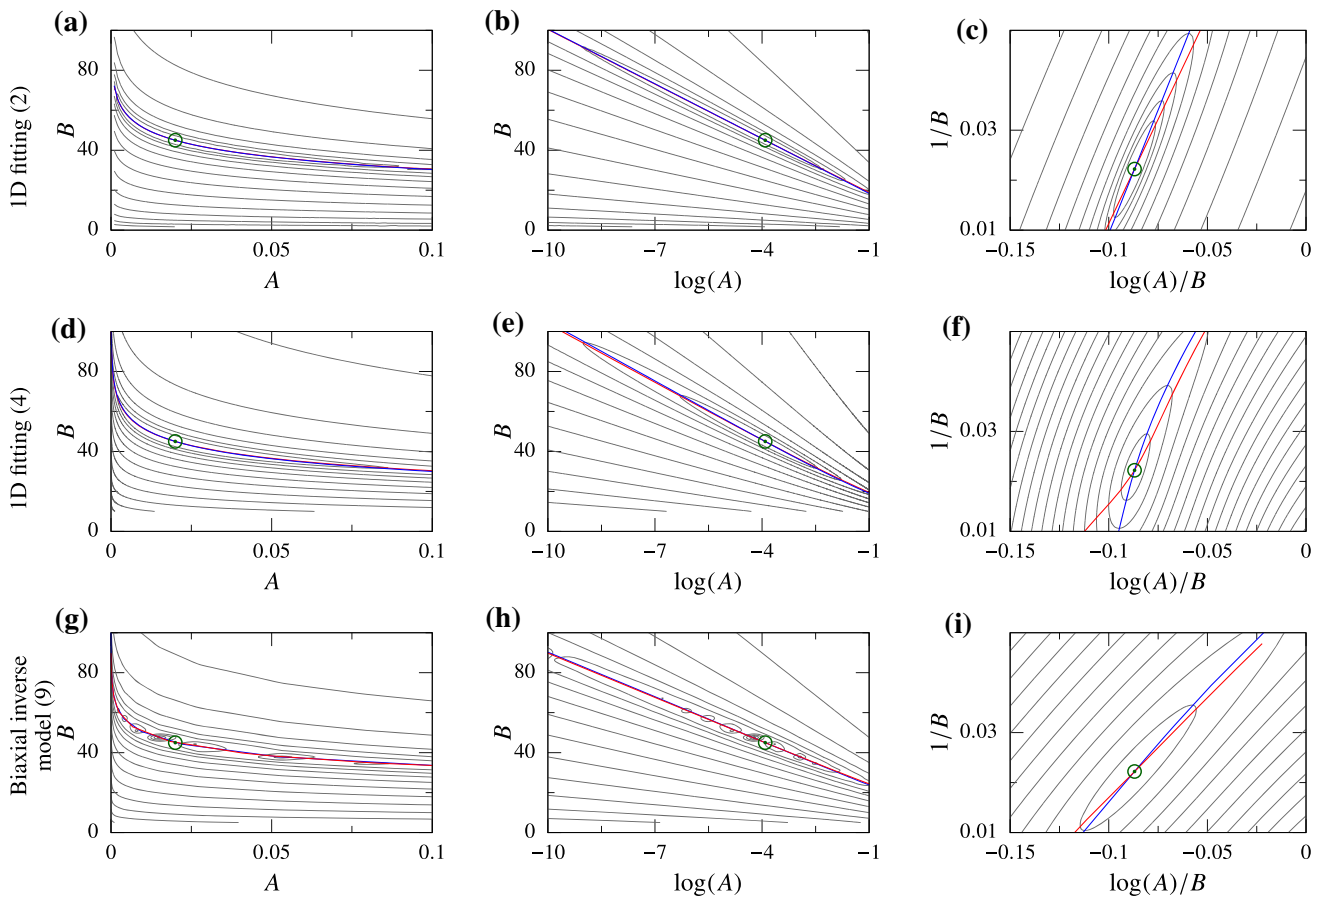 (a)
(b)
(c)
1D fitting (2)
B
80
40
0
0
0.05
0.1
A
B
80
40
0
−10
−7
−4
−1
log(A)
1/B
0.03
0.01
−0.15
−0.1
−0.05
0
log(A)/B
(d)
(e)
(f)
1D fitting (4)
B
80
40
0
0
0.05
0.1
A
B
80
40
0
−10
−7
−4
−1
log(A)
1/B
0.03
0.01
−0.15
−0.1
−0.05
0
log(A)/B
(g)
(h)
(i)
Biaxial inverse
model (9)
B
80
40
0
0
0.05
0.1
A
B
80
40
0
−10
−7
−4
−1
log(A)
1/B
0.03
0.01
−0.15
−0.1
−0.05
0
log(A)/B